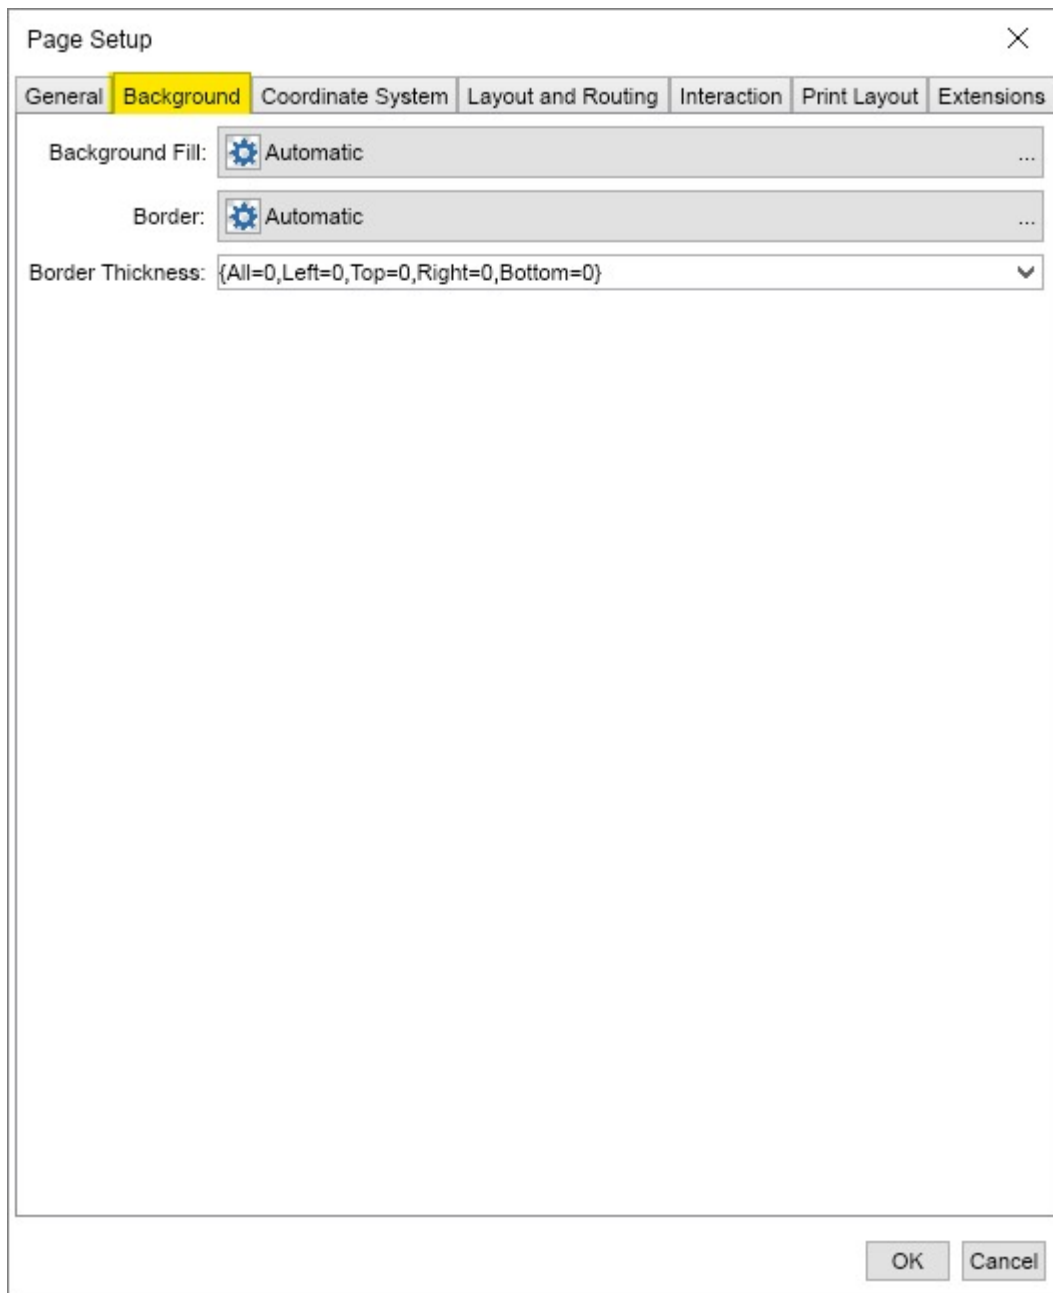 Page Setup
General Background Coordinate System Layout and Routing Interaction Print Layout Extensions
Background Fill: Automatic ...
Border: Automatic ...
Border Thickness: {All=0,Left=0,Top=0,Right=0,Bottom=0}
OK Cancel